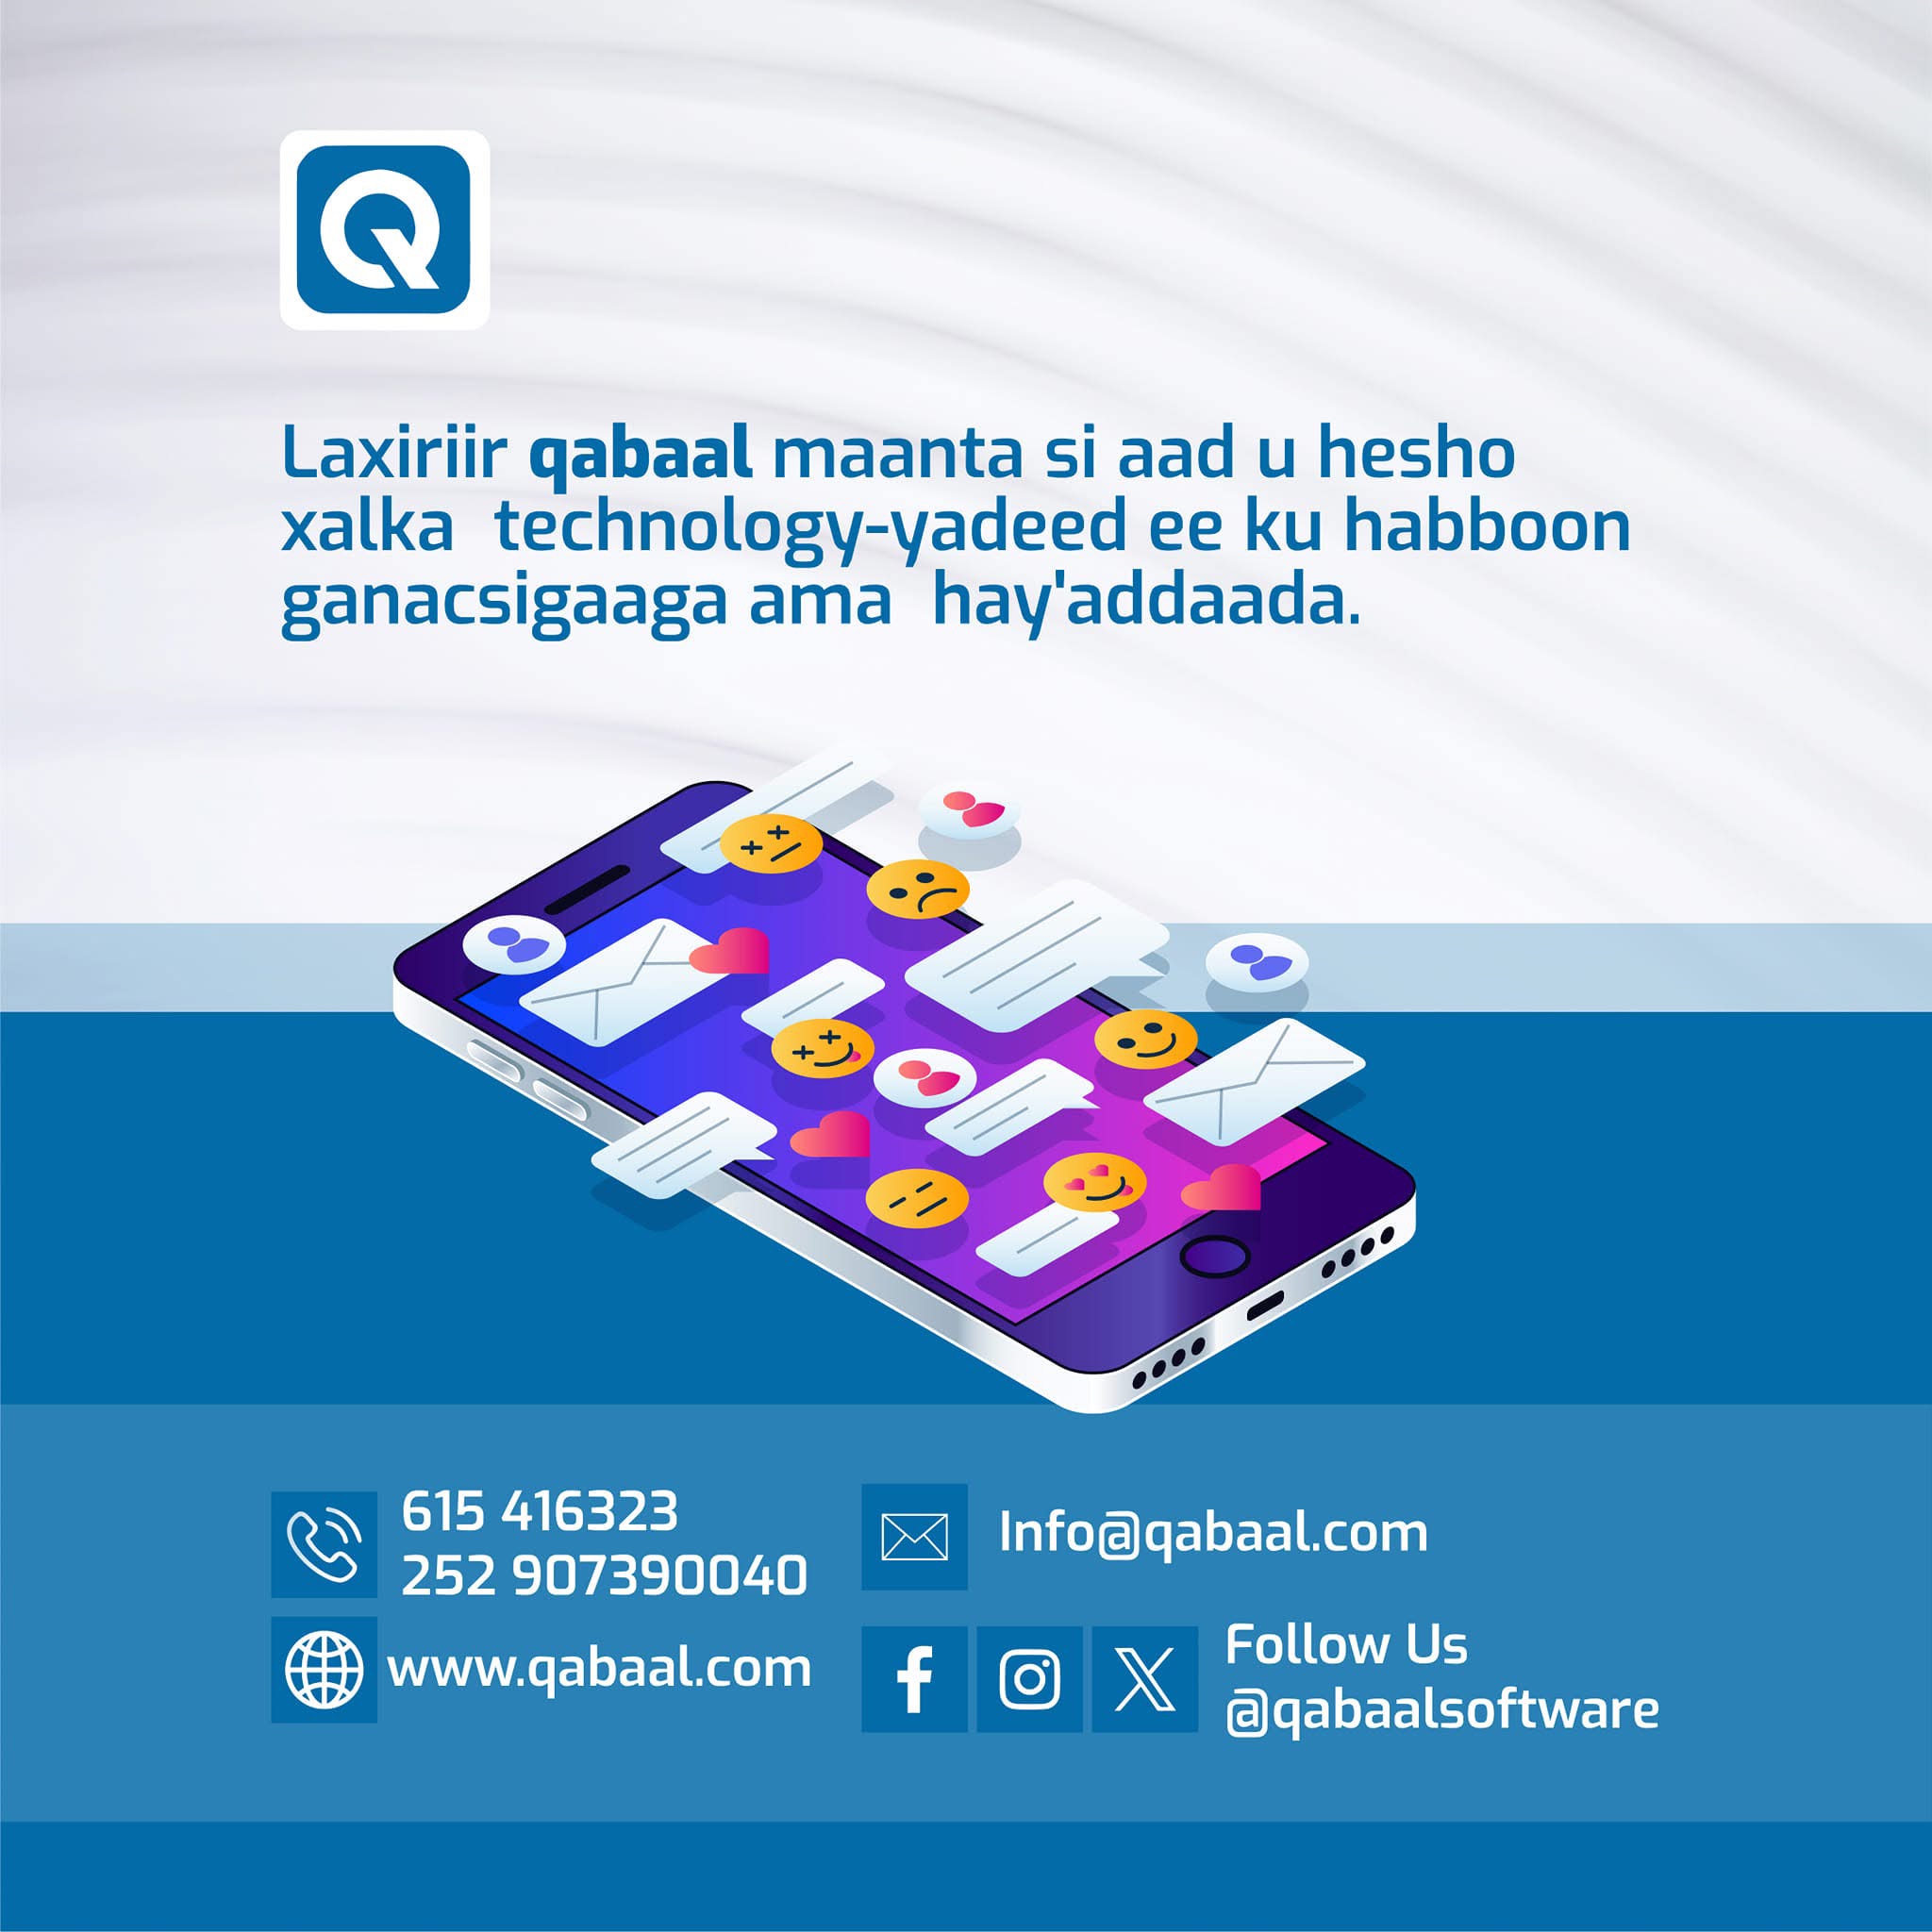 Q
Laxiriir qabaal maanta si aad u hesho
xalka technology-yadeed ee ku habboon
ganacsigaaga ama hay'addaada.
615 416323
252 907390040
www.qabaal.com
Info@qabaal.com
Follow Us
@qabaalsoftware